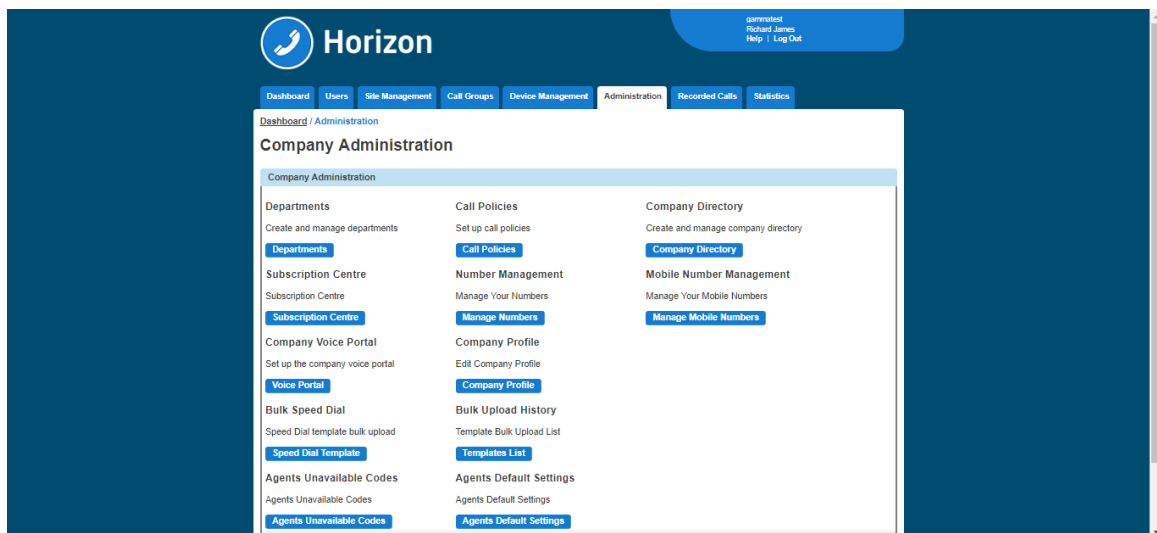 gammatest
Richard James
Help | Log Out
Horizon
Dashboard Users Site Management Call Groups Device Management Administration Recorded Calls Statistics
Dashboard / Administration
Company Administration
Company Administration
Departments Call Policies Company Directory
Create and manage departments Set up call policies Create and manage company directory
Departments Call Policies Company Directory
Subscription Centre Number Management Mobile Number Management
Subscription Centre Manage Your Numbers Manage Your Mobile Numbers
Subscription Centre Manage Numbers Manage Mobile Numbers
Company Voice Portal Company Profile
Set up the company voice portal Edit Company Profile
Voice Portal Company Profile
Bulk Speed Dial Bulk Upload History
Speed Dial template bulk upload Template Bulk Upload List
Speed Dial Template Templates List
Agents Unavailable Codes Agents Default Settings
Agents Unavailable Codes Agents Default Settings
Agents Unavailable Codes Agents Default Settings